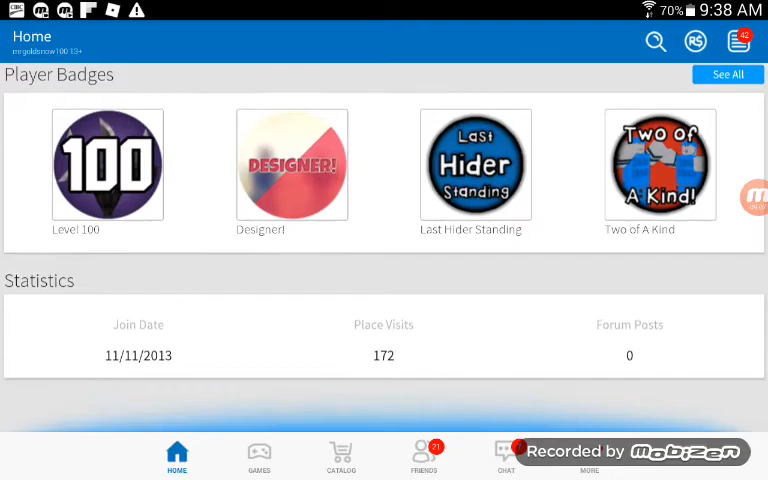 CBC
70% 9:38 AM
Home
mrgoldsnow100 13+
R$
42
Player Badges
See All
100
DESIGNER!
Last
Hider
Standing
Two of
A Kind!
Level 100
Designer!
Last Hider Standing
Two of A Kind
Statistics
Join Date
Place Visits
Forum Posts
11/11/2013
172
0
21
HOME
GAMES
CATALOG
FRIENDS
CHAT
MORE
Recorded by mobizen